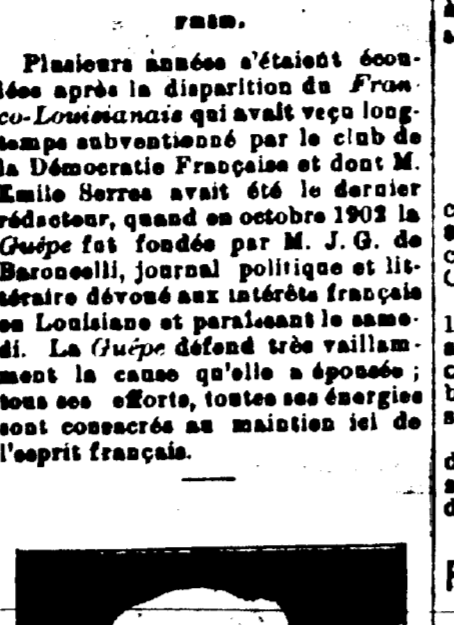 Plusieurs années s'étaient écou-
lées après la disparition du Fran-
co-Louisianais qui avait veçu long-
temps subventionné par le club de
la Démocratie Française et dont M.
Emile Serres avait été le dernier
rédacteur, quand en octobre 1902 la
Guêpe fut fondée par M. J. G. de
Baroncelli, journal politique et lit-
téraire dévoué aux intérêts français
en Louisiane et paraissant le same-
di. La Guêpe défend très vaillam-
ment la cause qu'elle a épousée ;
tous ses efforts, toutes ses énergies
sont consacrés au maintien ici de
l'esprit français.